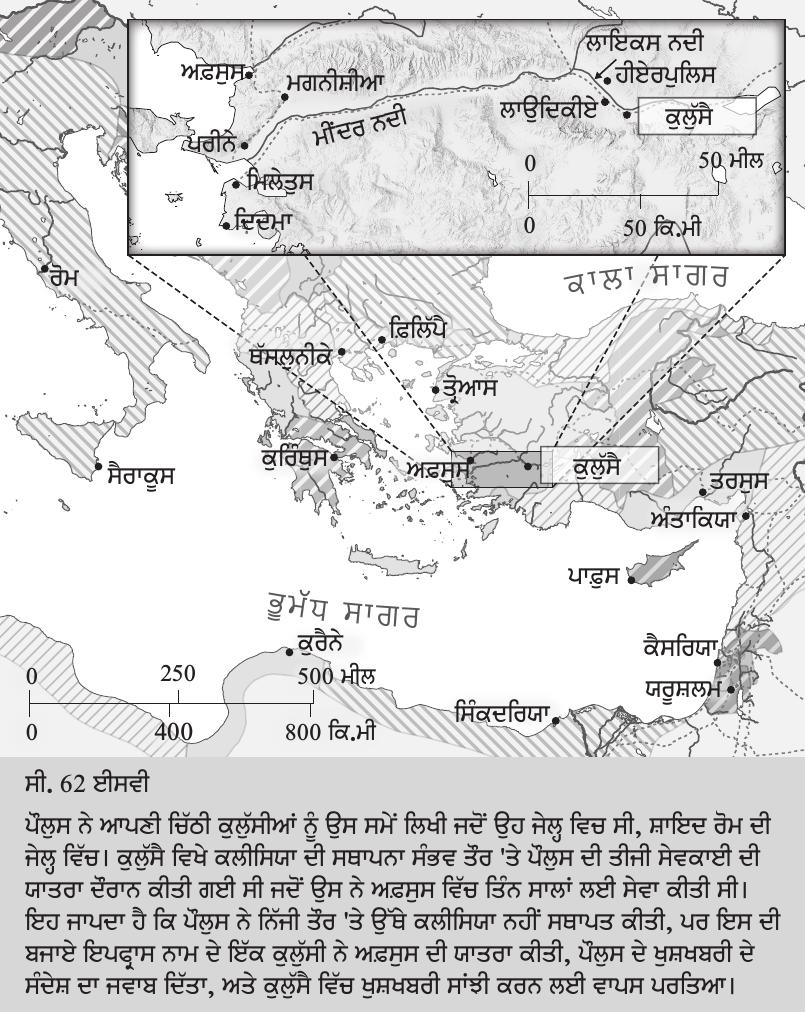 ਲਾਇਕਸ ਨਦੀ
ਅਫ਼ਸੁਸ
ਮਗਨੀਸ਼ੀਆ
ਹੀਏਰਪੁਲਿਸ
ਲਾਉਦਿਕੀਏ
ਕੁਲੁੱਸੈ
ਪਰੀਨੇ
ਮੀਂਦਰ ਨਦੀ
0
50 ਮੀਲ
ਮਿਲੇਤੁਸ
0
50 ਕਿ.ਮੀ
ਦਿਦੇਮਾ
ਰੋਮ
ਕਾਲਾ ਸਾਗਰ
ਫ਼ਿਲਿੱਪੈ
ਥੱਸਲੁਨੀਕੇ
ਤ੍ਰੋਆਸ
ਕੁਰਿੰਥੁਸ
ਅਫ਼ਸੁਸ
ਕੁਲੁੱਸੈ
ਸੈਰਾਕੂਸ
ਤਰਸੁਸ
ਅੰਤਾਕਿਯਾ
ਪਾਫ਼ੁਸ
ਭੂਮੱਧ ਸਾਗਰ
ਕੁਰੈਨੇ
ਕੈਸਰਿਯਾ
0
250
500 ਮੀਲ
ਯਰੂਸ਼ਲਮ
ਸਿੰਕਦਰਿਯਾ
0
400
800 ਕਿ.ਮੀ
ਸੀ. 62 ਈਸਵੀ
ਪੌਲੁਸ ਨੇ ਆਪਣੀ ਚਿੱਠੀ ਕੁਲੁੱਸੀਆਂ ਨੂੰ ਉਸ ਸਮੇਂ ਲਿਖੀ ਜਦੋਂ ਉਹ ਜੇਲ੍ਹ ਵਿਚ ਸੀ, ਸ਼ਾਇਦ ਰੋਮ ਦੀ
ਜੇਲ੍ਹ ਵਿੱਚ। ਕੁਲੁੱਸੈ ਵਿਖੇ ਕਲੀਸਿਯਾ ਦੀ ਸਥਾਪਨਾ ਸੰਭਵ ਤੌਰ 'ਤੇ ਪੌਲੁਸ ਦੀ ਤੀਜੀ ਸੇਵਕਾਈ ਦੀ
ਯਾਤਰਾ ਦੌਰਾਨ ਕੀਤੀ ਗਈ ਸੀ ਜਦੋਂ ਉਸ ਨੇ ਅਫ਼ਸੁਸ ਵਿੱਚ ਤਿੰਨ ਸਾਲਾਂ ਲਈ ਸੇਵਾ ਕੀਤੀ ਸੀ।
ਇਹ ਜਾਪਦਾ ਹੈ ਕਿ ਪੌਲੁਸ ਨੇ ਨਿੱਜੀ ਤੌਰ 'ਤੇ ਉੱਥੇ ਕਲੀਸਿਯਾ ਨਹੀਂ ਸਥਾਪਤ ਕੀਤੀ, ਪਰ ਇਸ ਦੀ
ਬਜਾਏ ਇਪਫ੍ਰਾਸ ਨਾਮ ਦੇ ਇੱਕ ਕੁਲੁੱਸੀ ਨੇ ਅਫ਼ਸੁਸ ਦੀ ਯਾਤਰਾ ਕੀਤੀ, ਪੌਲੁਸ ਦੇ ਖੁਸ਼ਖਬਰੀ ਦੇ
ਸੰਦੇਸ਼ ਦਾ ਜਵਾਬ ਦਿੱਤਾ, ਅਤੇ ਕੁਲੁੱਸੈ ਵਿੱਚ ਖੁਸ਼ਖਬਰੀ ਸਾਂਝੀ ਕਰਨ ਲਈ ਵਾਪਸ ਪਰਤਿਆ।